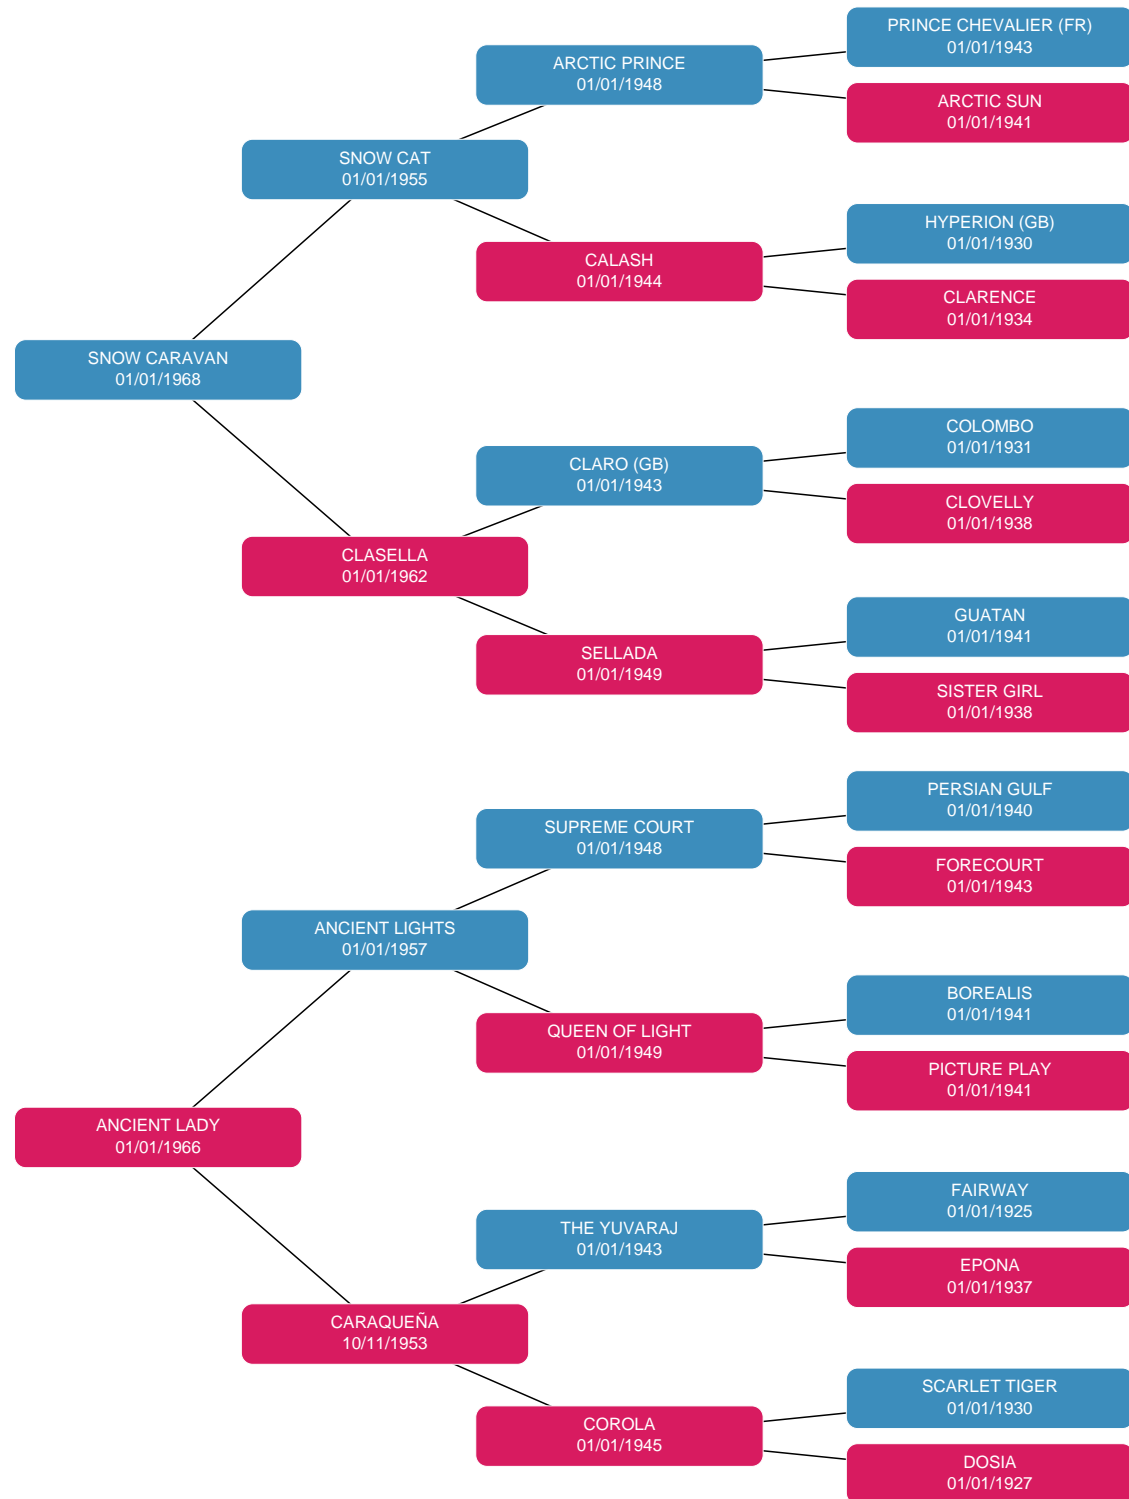 PRINCE CHEVALIER (FR)
01/01/1943
ARCTIC PRINCE
01/01/1948
ARCTIC SUN
01/01/1941
SNOW CAT
01/01/1955
HYPERION (GB)
01/01/1930
CALASH
01/01/1944
CLARENCE
01/01/1934
SNOW CARAVAN
01/01/1968
COLOMBO
01/01/1931
CLARO (GB)
01/01/1943
CLOVELLY
01/01/1938
CLASELLA
01/01/1962
GUATAN
01/01/1941
SELLADA
01/01/1949
SISTER GIRL
01/01/1938
PERSIAN GULF
01/01/1940
SUPREME COURT
01/01/1948
FORECOURT
01/01/1943
ANCIENT LIGHTS
01/01/1957
BOREALIS
01/01/1941
QUEEN OF LIGHT
01/01/1949
PICTURE PLAY
01/01/1941
ANCIENT LADY
01/01/1966
FAIRWAY
01/01/1925
THE YUVARAJ
01/01/1943
EPONA
01/01/1937
CARAQUEÑA
10/11/1953
SCARLET TIGER
01/01/1930
COROLA
01/01/1945
DOSIA
01/01/1927